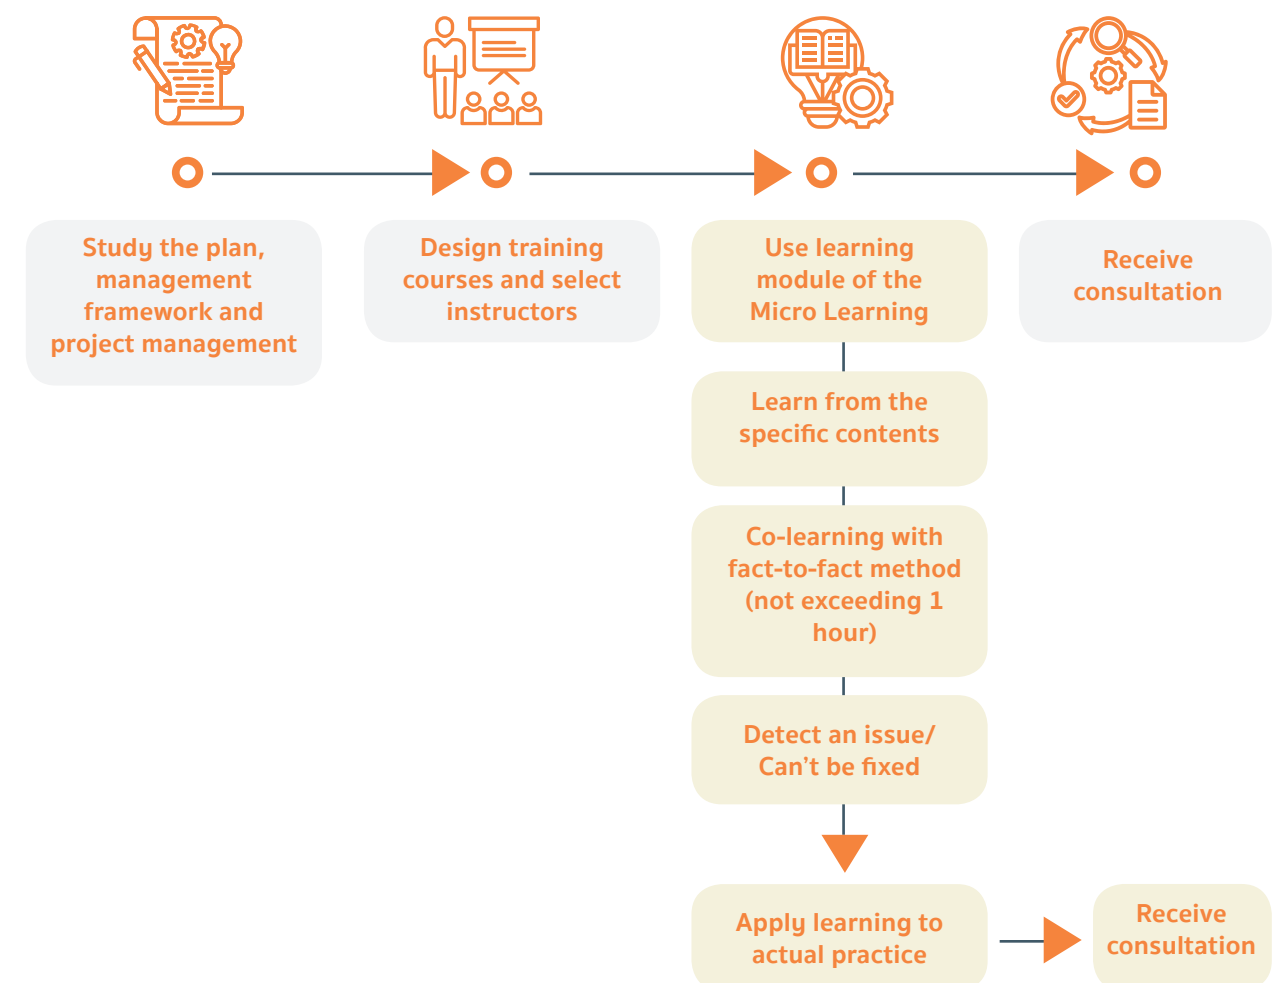 Study the plan,
management
framework and
project management
Design training
courses and select
instructors
Use learning
module of the
Micro Learning
Receive
consultation
Learn from the
specific contents
Co-learning with
fact-to-fact method
(not exceeding 1
hour)
Detect an issue/
Can’t be fixed
Apply learning to
actual practice
Receive
consultation